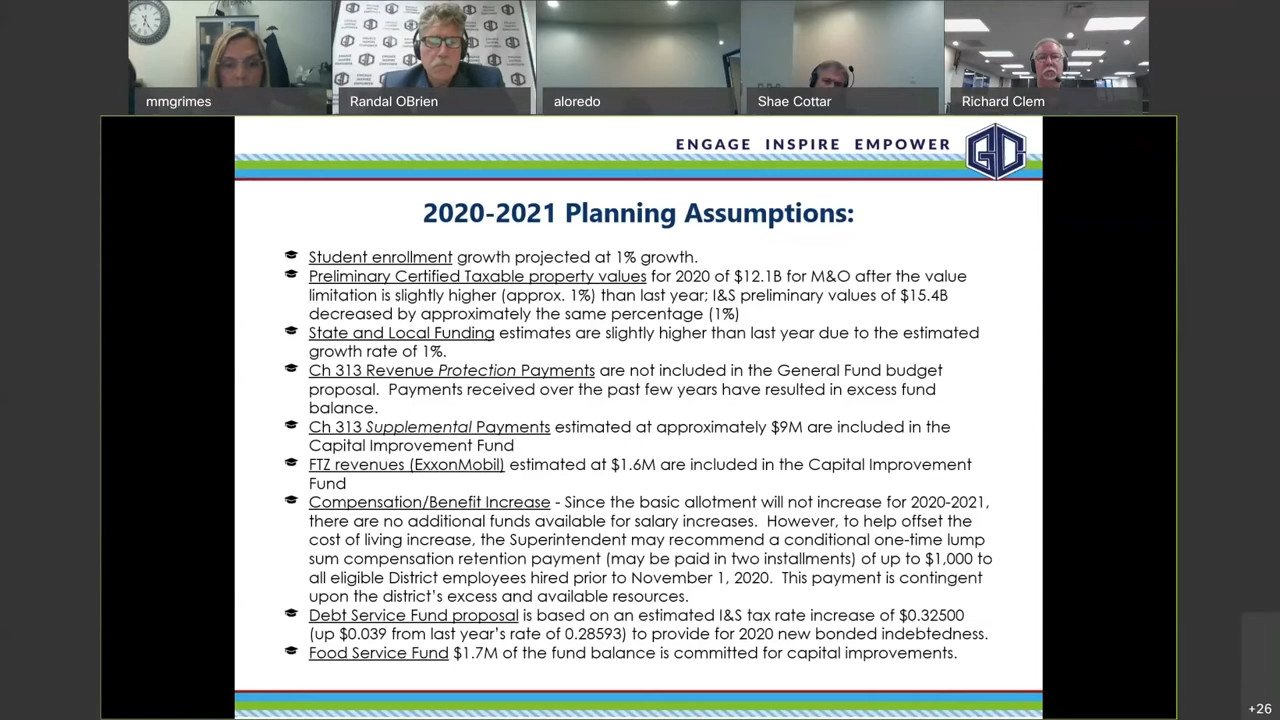 mmgrimes
Randal OBrien
aloredo
Shae Cottar
Richard Clem
ENGAGE INSPIRE EMPOWER
GC
2020-2021 Planning Assumptions:
Student enrollment growth projected at 1% growth.
Preliminary Certified Taxable property values for 2020 of $12.1B for M&O after the value
limitation is slightly higher (approx. 1%) than last year; I&S preliminary values of $15.4B
decreased by approximately the same percentage (1%)
State and Local Funding estimates are slightly higher than last year due to the estimated
growth rate of 1%.
Ch 313 Revenue Protection Payments are not included in the General Fund budget
proposal. Payments received over the past few years have resulted in excess fund
balance.
Ch 313 Supplemental Payments estimated at approximately $9M are included in the
Capital Improvement Fund
FTZ revenues (ExxonMobil) estimated at $1.6M are included in the Capital Improvement
Fund
Compensation/Benefit Increase - Since the basic allotment will not increase for 2020-2021,
there are no additional funds available for salary increases. However, to help offset the
cost of living increase, the Superintendent may recommend a conditional one-time lump
sum compensation retention payment (may be paid in two installments) of up to $1,000 to
all eligible District employees hired prior to November 1, 2020. This payment is contingent
upon the district's excess and available resources.
Debt Service Fund proposal is based on an estimated I&S tax rate increase of $0.32500
(up $0.039 from last year's rate of 0.28593) to provide for 2020 new bonded indebtedness.
Food Service Fund $1.7M of the fund balance is committed for capital improvements.
+26